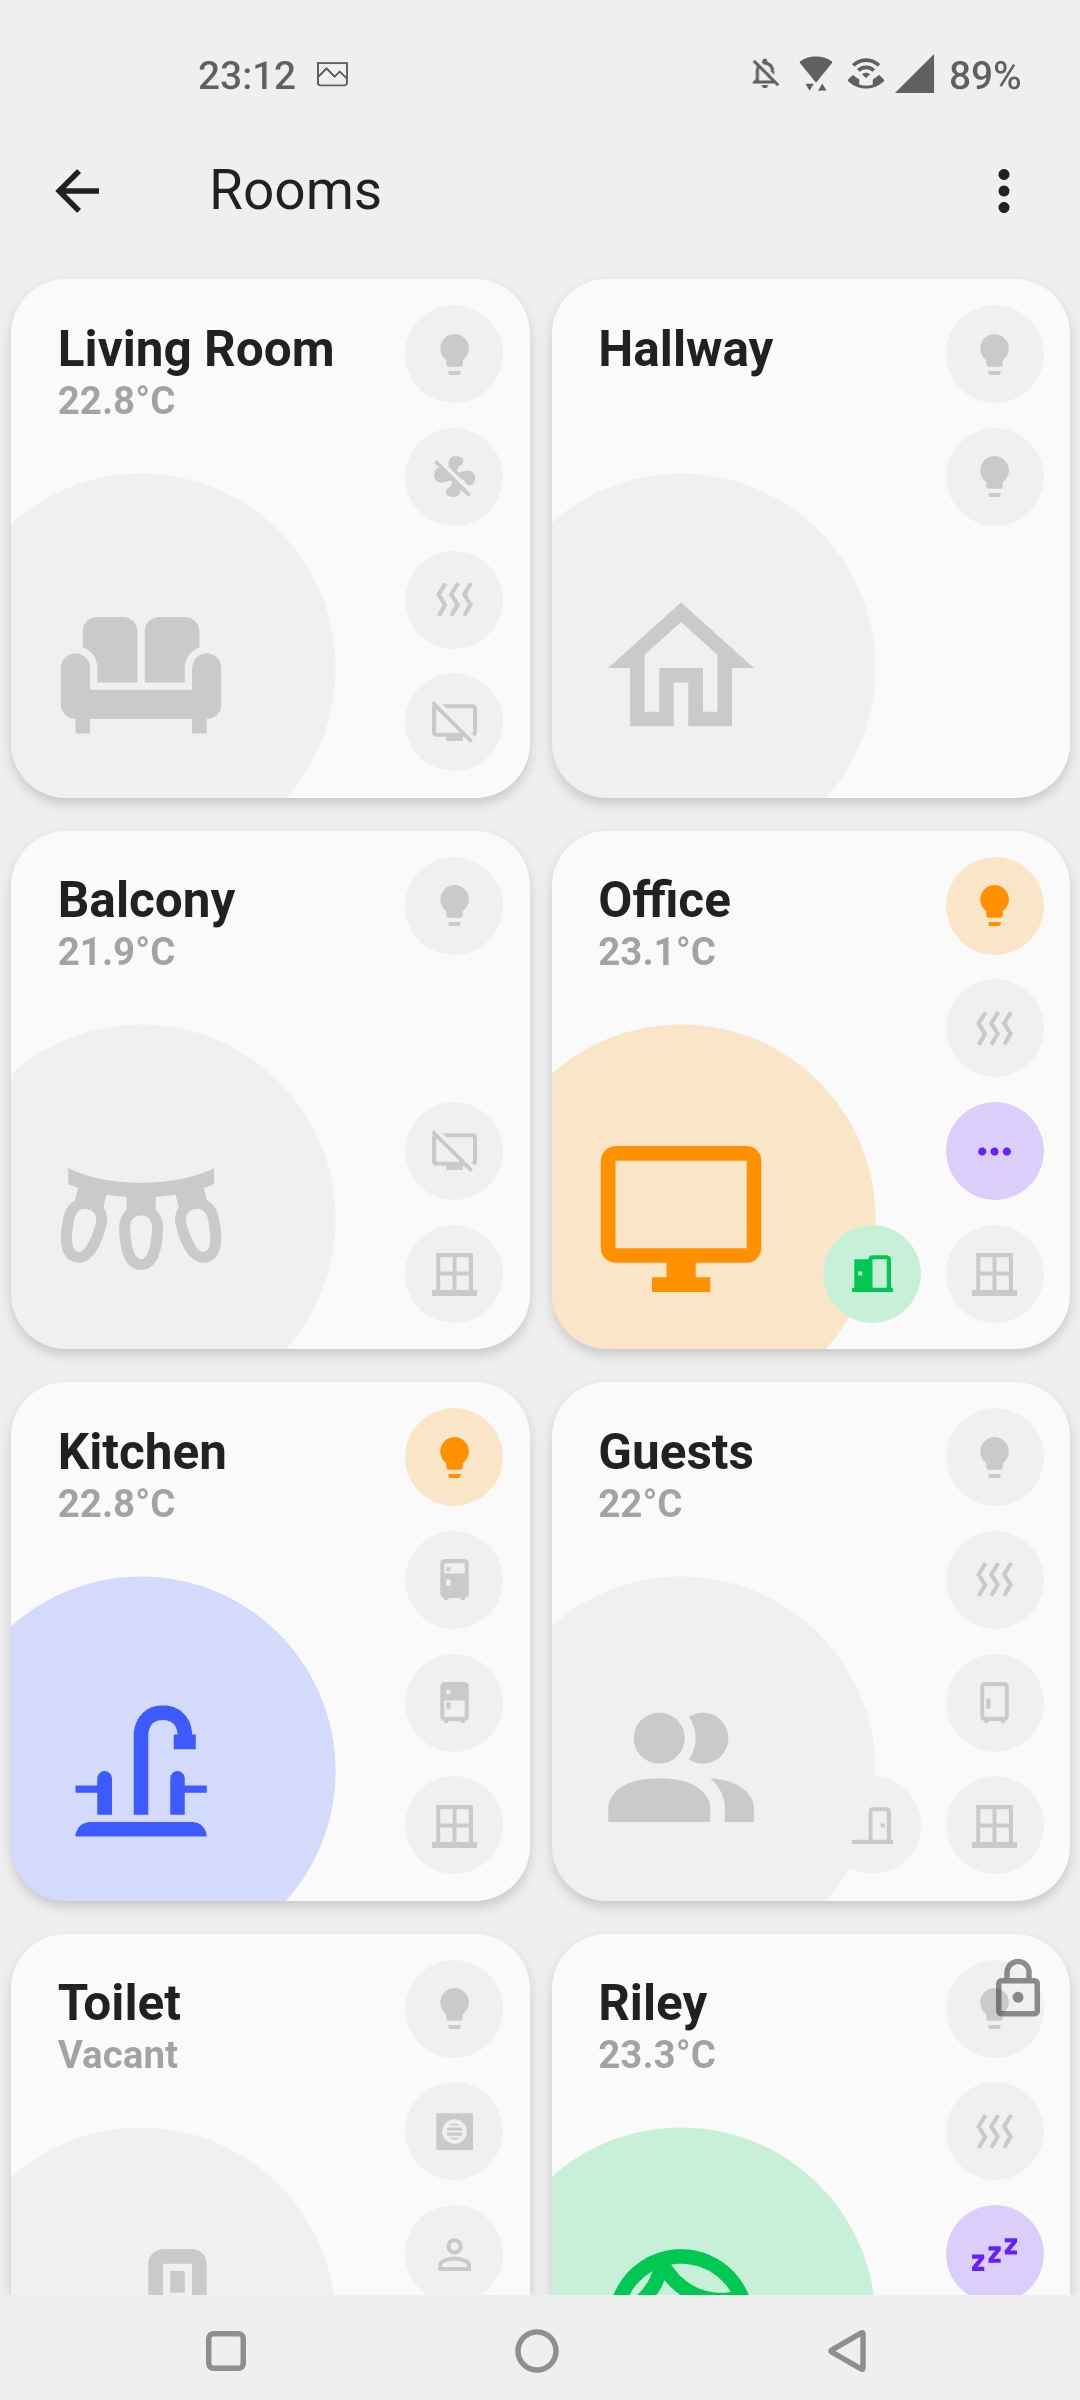 23:12 89%
Rooms
Living Room
22.8°C
Hallway
Balcony
21.9°C
Office
23.1°C
Kitchen
22.8°C
Guests
22°C
Toilet
Vacant
Riley
23.3°C
zzz